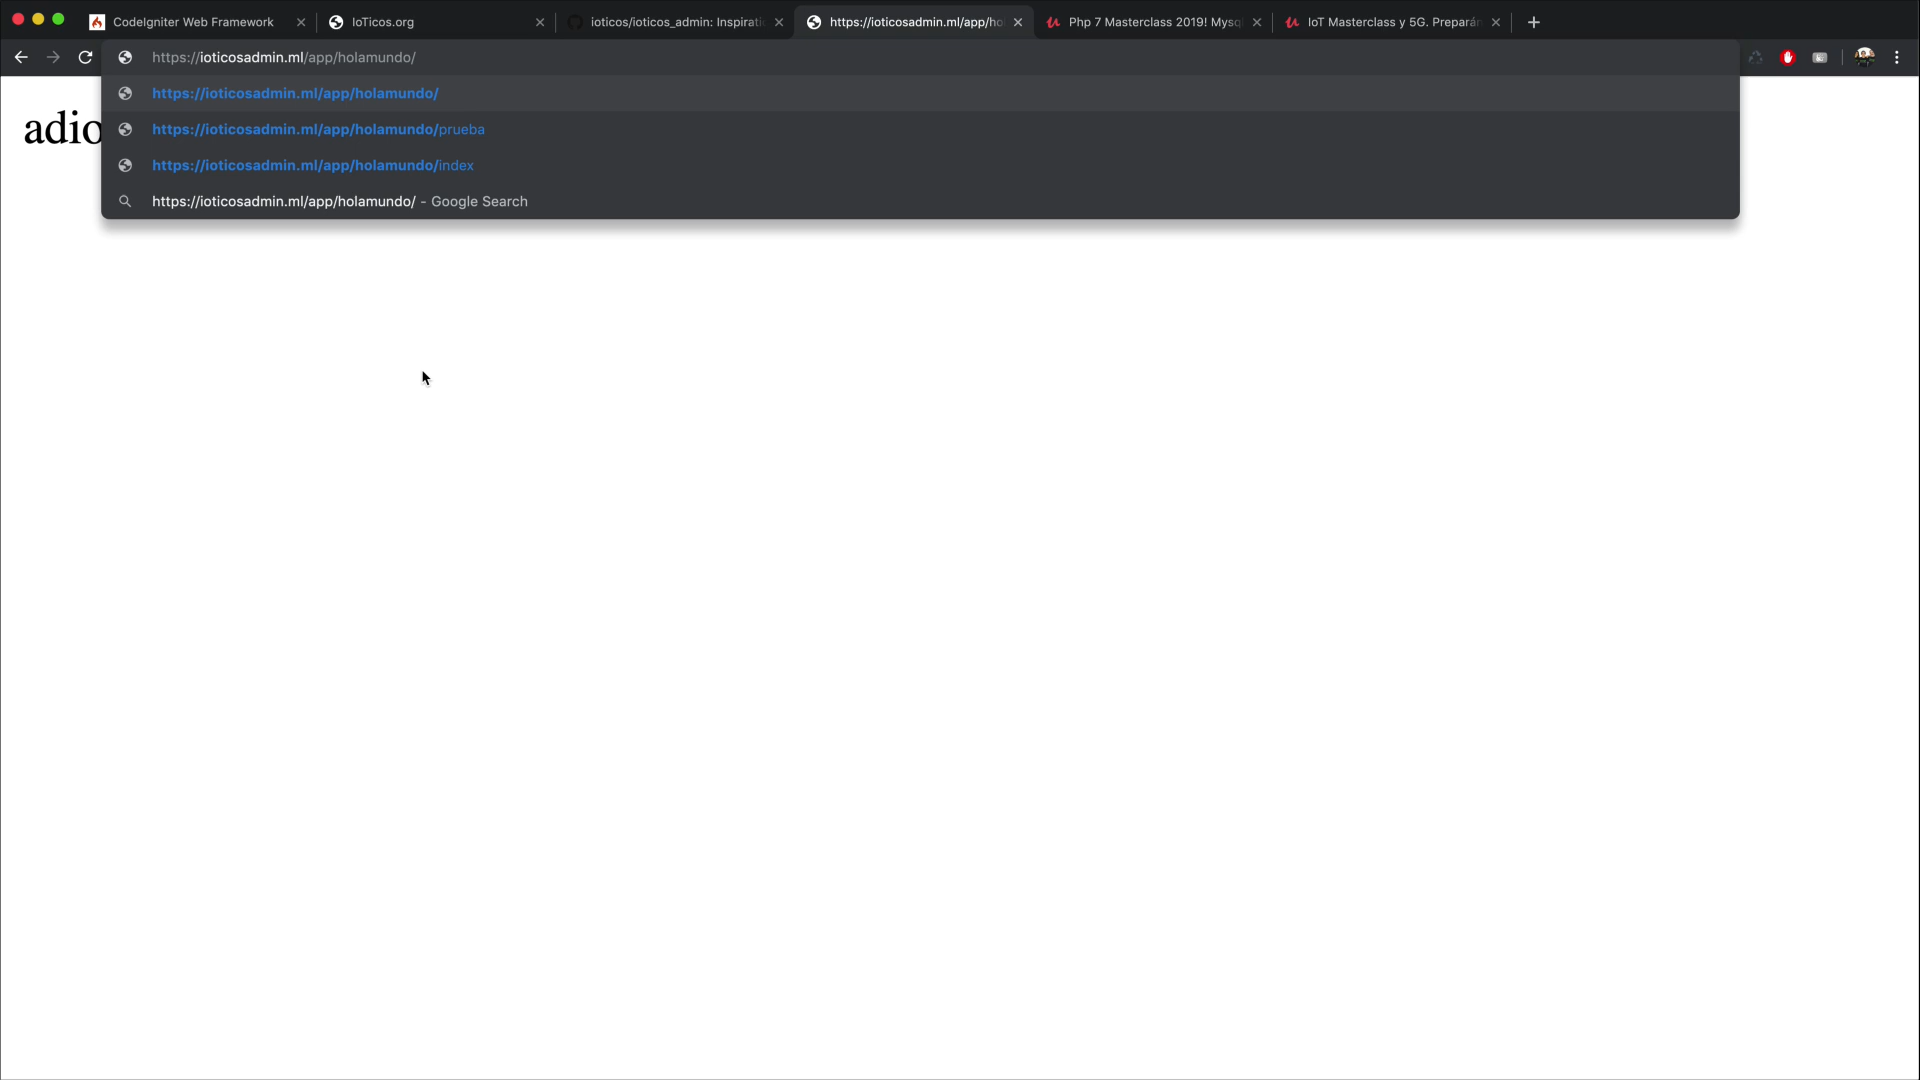 CodeIgniter Web Framework
IoTicos.org
ioticos/ioticos_admin: Inspirati
https://ioticosadmin.ml/app/ho
Php 7 Masterclass 2019! Mysq
IoT Masterclass y 5G. Preparár
https://ioticosadmin.ml/app/holamundo/
https://ioticosadmin.ml/app/holamundo/
https://ioticosadmin.ml/app/holamundo/prueba
https://ioticosadmin.ml/app/holamundo/index
https://ioticosadmin.ml/app/holamundo/ - Google Search
adio